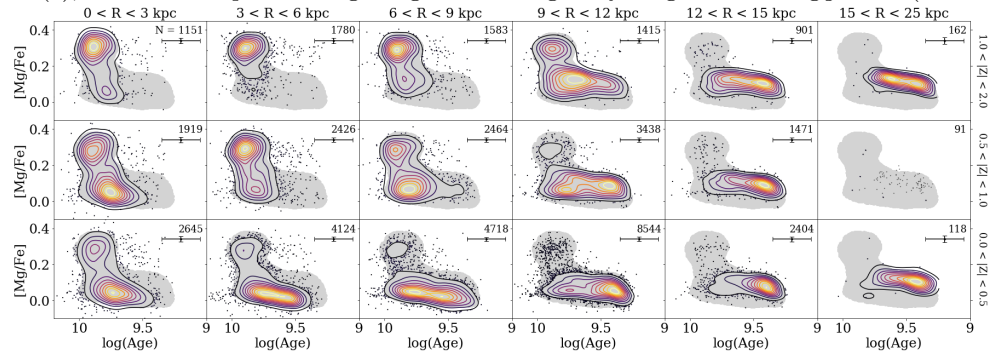 0 < R < 3 kpc 3 < R < 6 kpc 6 < R < 9 kpc 9 < R < 12 kpc 12 < R < 15 kpc 15 < R < 25 kpc
0.4 N = 1151 1780 1583 1415 901 162
[Mg/Fe] 0.2 1.0 < |Z| < 2.0
0.0
0.4 1919 2426 2464 3438 1471 91
[Mg/Fe] 0.2 0.5 < |Z| < 1.0
0.0
0.4 2645 4124 4718 8544 2404 118
[Mg/Fe] 0.2 0.0 < |Z| < 0.5
0.0
10 9.5 10 9.5 10 9.5 10 9.5 10 9.5 9 10 9.5 9
log(Age) log(Age) log(Age) log(Age) log(Age) log(Age)